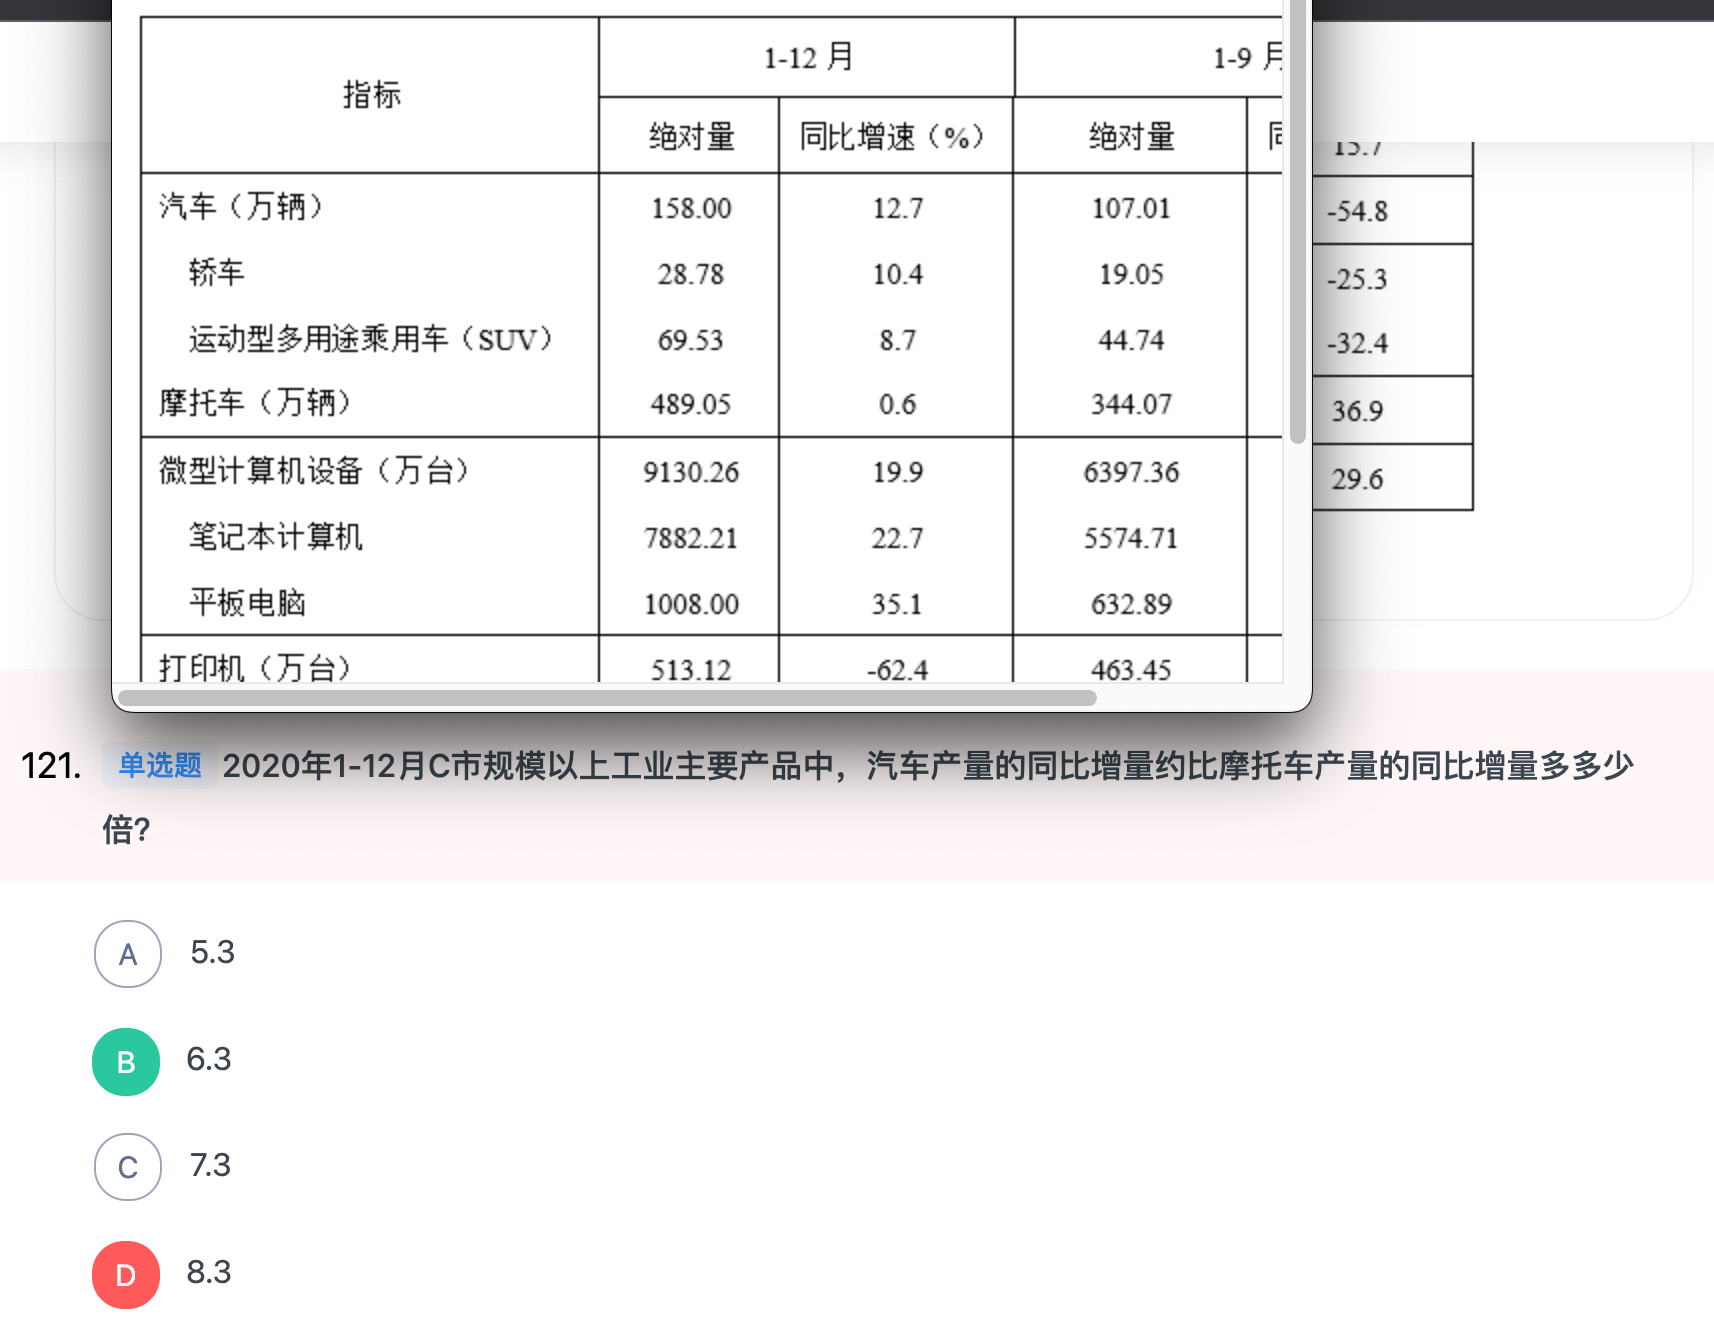 指标 1-12 月 1-9 月
绝对量 同比增速（%） 绝对量
汽车（万辆） 158.00 12.7 107.01
轿车 28.78 10.4 19.05
运动型多用途乘用车（SUV） 69.53 8.7 44.74
摩托车（万辆） 489.05 0.6 344.07
微型计算机设备（万台） 9130.26 19.9 6397.36
笔记本计算机 7882.21 22.7 5574.71
平板电脑 1008.00 35.1 632.89
打印机（万台） 513.12 -62.4 463.45
-54.8
-25.3
-32.4
36.9
29.6
121. 单选题 2020年1-12月C市规模以上工业主要产品中，汽车产量的同比增量约比摩托车产量的同比增量多多少
倍?
A 5.3
B 6.3
C 7.3
D 8.3